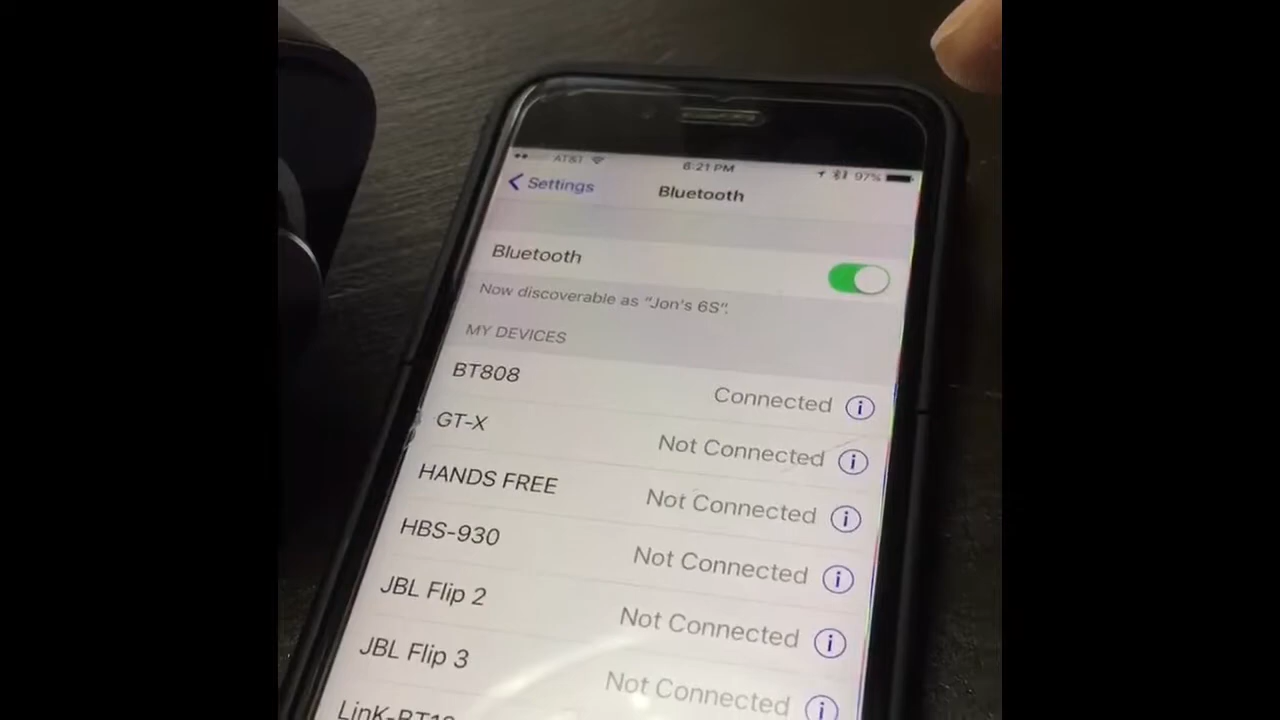 AT&T 6:21 PM 97%
Settings Bluetooth
Bluetooth
Now discoverable as "Jon's 6S".
MY DEVICES
BT808 Connected
GT-X Not Connected
HANDS FREE Not Connected
HBS-930 Not Connected
JBL Flip 2 Not Connected
JBL Flip 3 Not Connected